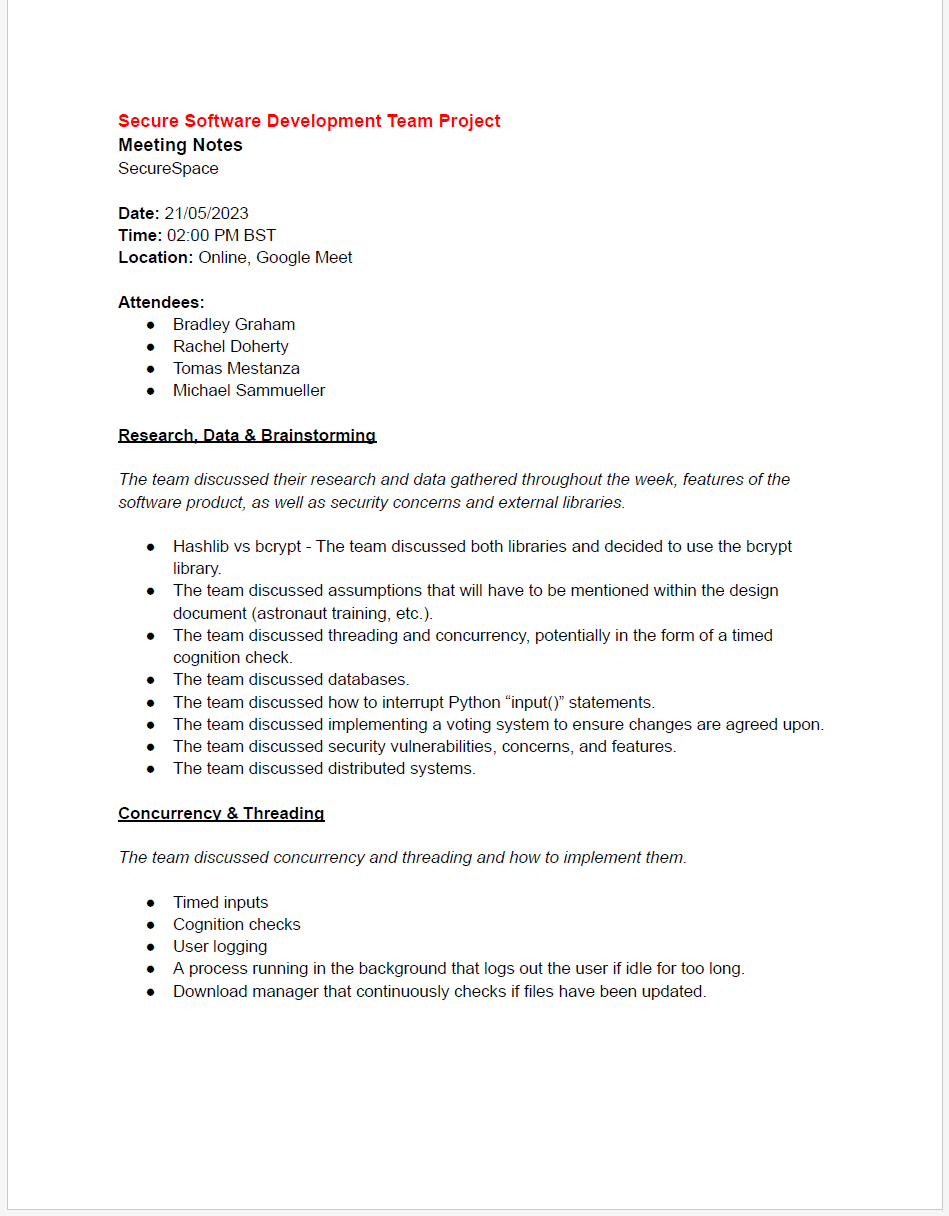 Secure Software Development Team Project
Meeting Notes
SecureSpace
Date: 21/05/2023
Time: 02:00 PM BST
Location: Online, Google Meet
Attendees:
● Bradley Graham
● Rachel Doherty
● Tomas Mestanza
● Michael Sammueller
Research, Data & Brainstorming
The team discussed their research and data gathered throughout the week, features of the
software product, as well as security concerns and external libraries.
● Hashlib vs bcrypt - The team discussed both libraries and decided to use the bcrypt
library.
● The team discussed assumptions that will have to be mentioned within the design
document (astronaut training, etc.).
● The team discussed threading and concurrency, potentially in the form of a timed
cognition check.
● The team discussed databases.
● The team discussed how to interrupt Python “input()” statements.
● The team discussed implementing a voting system to ensure changes are agreed upon.
● The team discussed security vulnerabilities, concerns, and features.
● The team discussed distributed systems.
Concurrency & Threading
The team discussed concurrency and threading and how to implement them.
● Timed inputs
● Cognition checks
● User logging
● A process running in the background that logs out the user if idle for too long.
● Download manager that continuously checks if files have been updated.